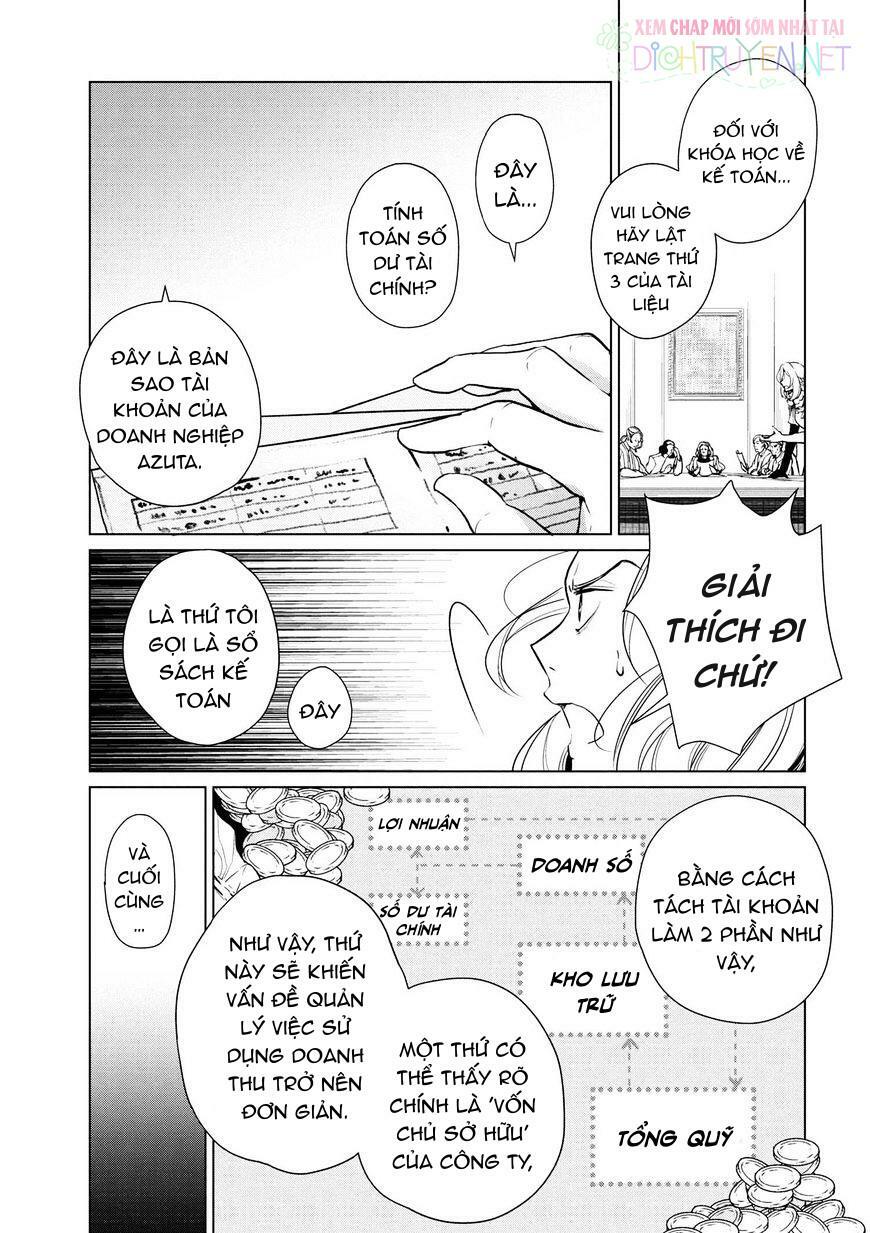 XEM CHAP MỚI SỚM NHẤT TẠI
DICHTRUYEN.NET
ĐỐI VỚI
KHÓA HỌC VỀ
KẾ TOÁN...
VUI LÒNG
HÃY LẬT
TRANG THỨ
3 CỦA TÀI
LIỆU
ĐÂY
LÀ...
TÍNH
TOÁN SỐ
DƯ TÀI
CHÍNH?
ĐÂY LÀ BẢN
SAO TÀI
KHOẢN CỦA
DOANH NGHIỆP
AZUTA.
GIẢI
THÍCH ĐI
CHỨ!
ĐÂY
LÀ THỨ TÔI
GỌI LÀ SỔ
SÁCH KẾ
TOÁN
BẰNG CÁCH
TÁCH TÀI KHOẢN
LÀM 2 PHẦN NHƯ
VẬY,
LỢI NHUẬN
DOANH SỐ
SỐ DƯ TÀI
CHÍNH
KHO LƯU
TRỮ
TỔNG QUỸ
MỘT THỨ CÓ
THỂ THẤY RÕ
CHÍNH LÀ 'VỐN
CHỦ SỞ HỮU'
CỦA CÔNG TY,
NHƯ VẬY, THỨ
NÀY SẼ KHIẾN
VẤN ĐỀ QUẢN
LÝ VIỆC SỬ
DỤNG DOANH
THU TRỞ NÊN
ĐƠN GIẢN.
VÀ
CUỐI
CÙNG
...